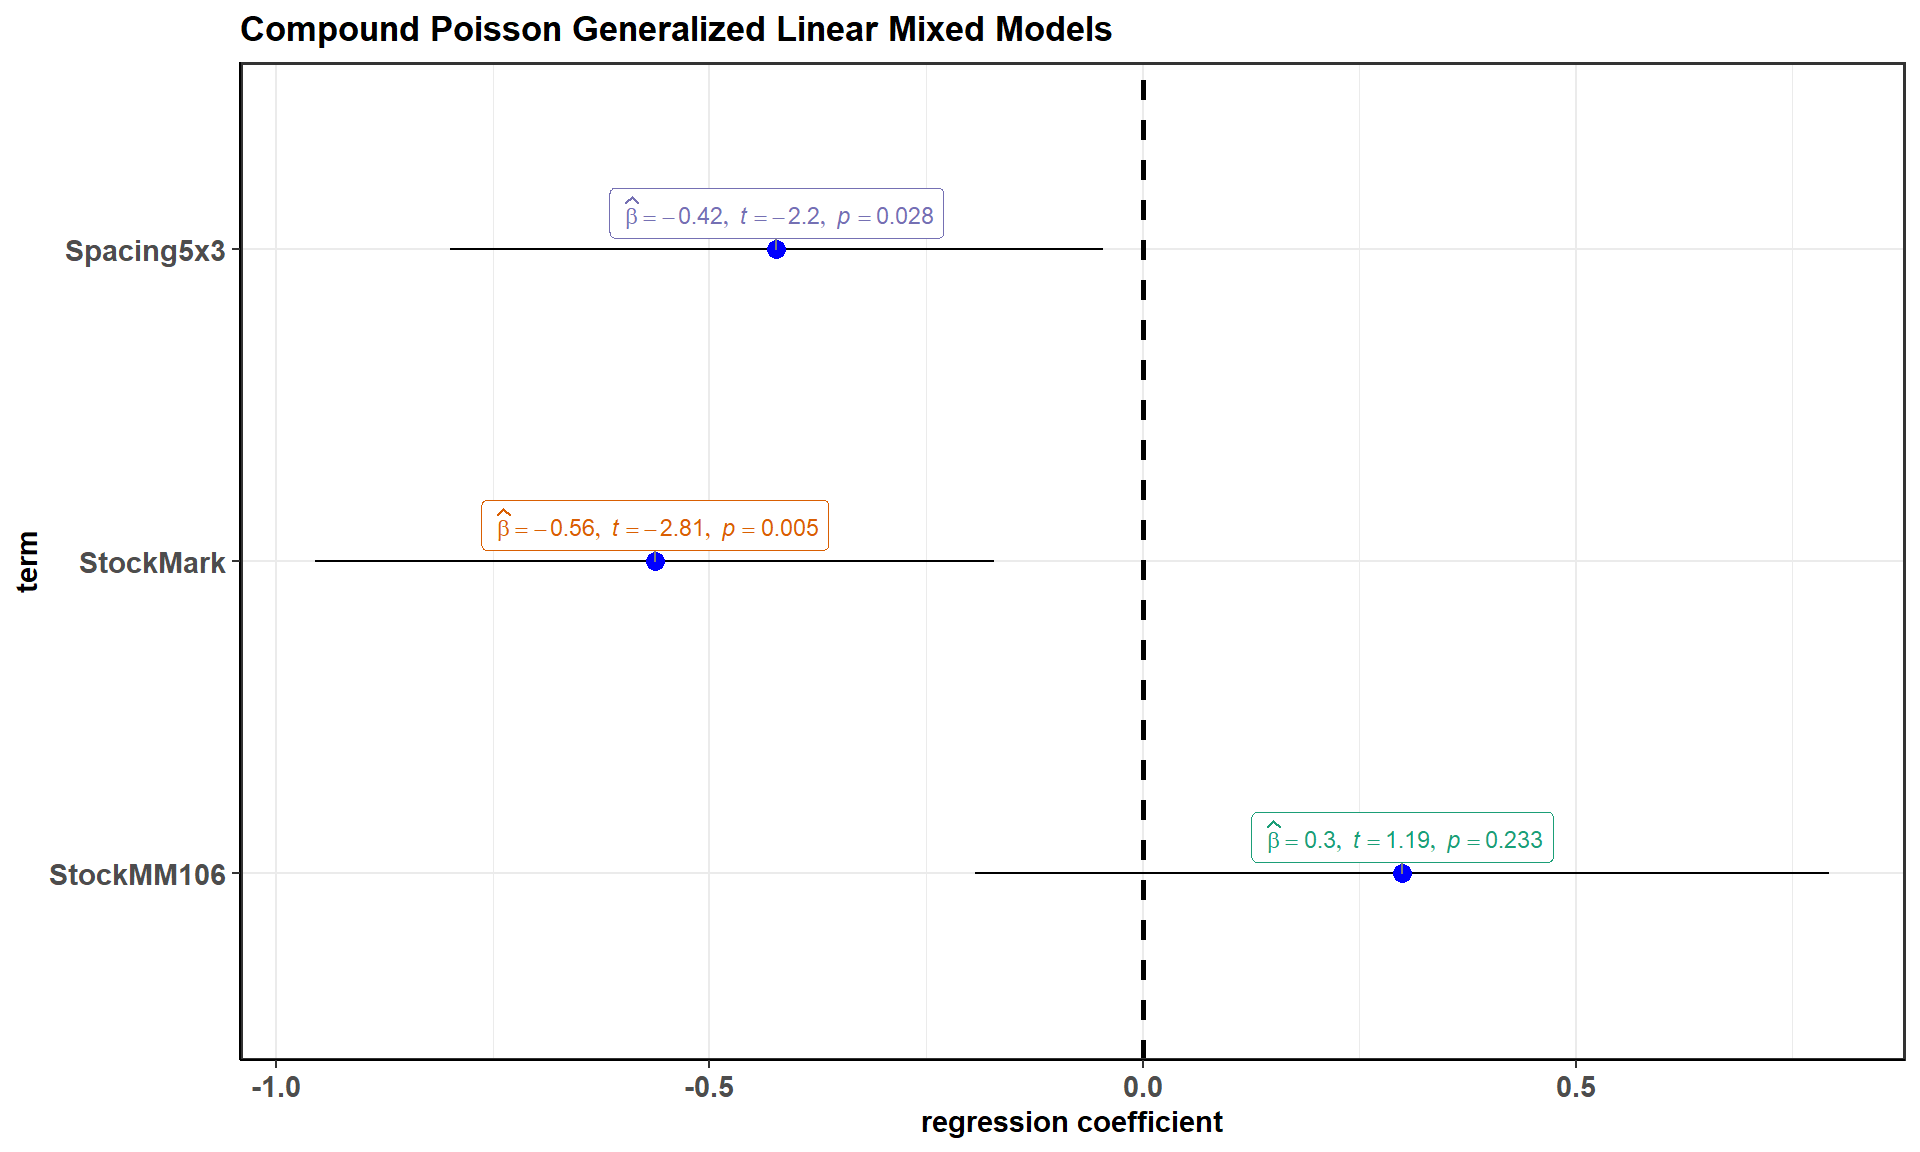 Compound Poisson Generalized Linear Mixed Models
β̂ = −0.42, t = −2.2, p = 0.028
Spacing5x3
β̂ = −0.56, t = −2.81, p = 0.005
StockMark
term
β̂ = 0.3, t = 1.19, p = 0.233
StockMM106
-1.0 -0.5 0.0 0.5
regression coefficient